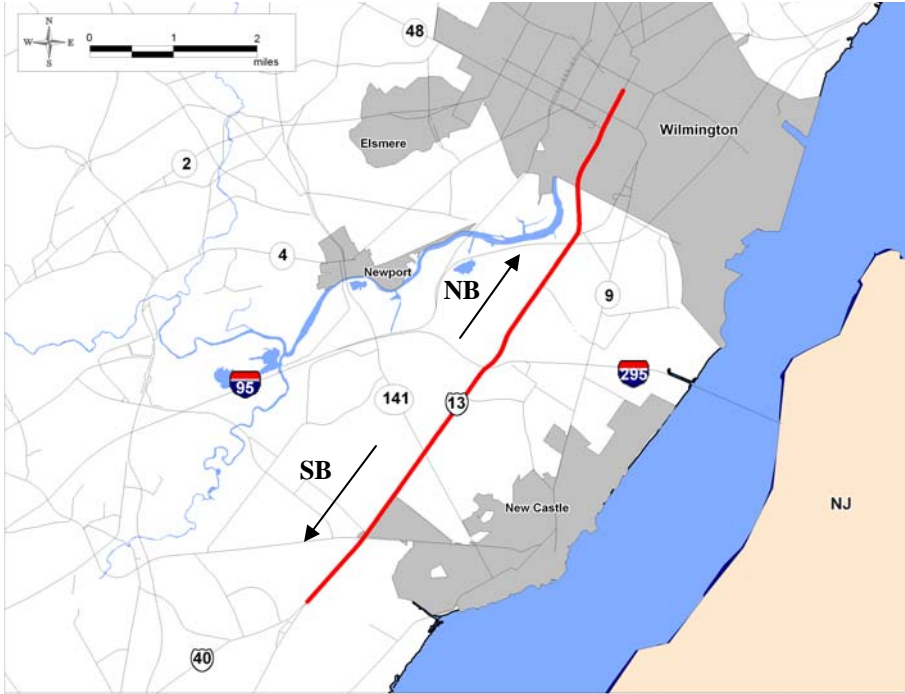 N
W E
S
0 1 2
miles
48
Wilmington
Elsmere
2
4
Newport
NB
9
95
141
13
295
SB
New Castle
NJ
40